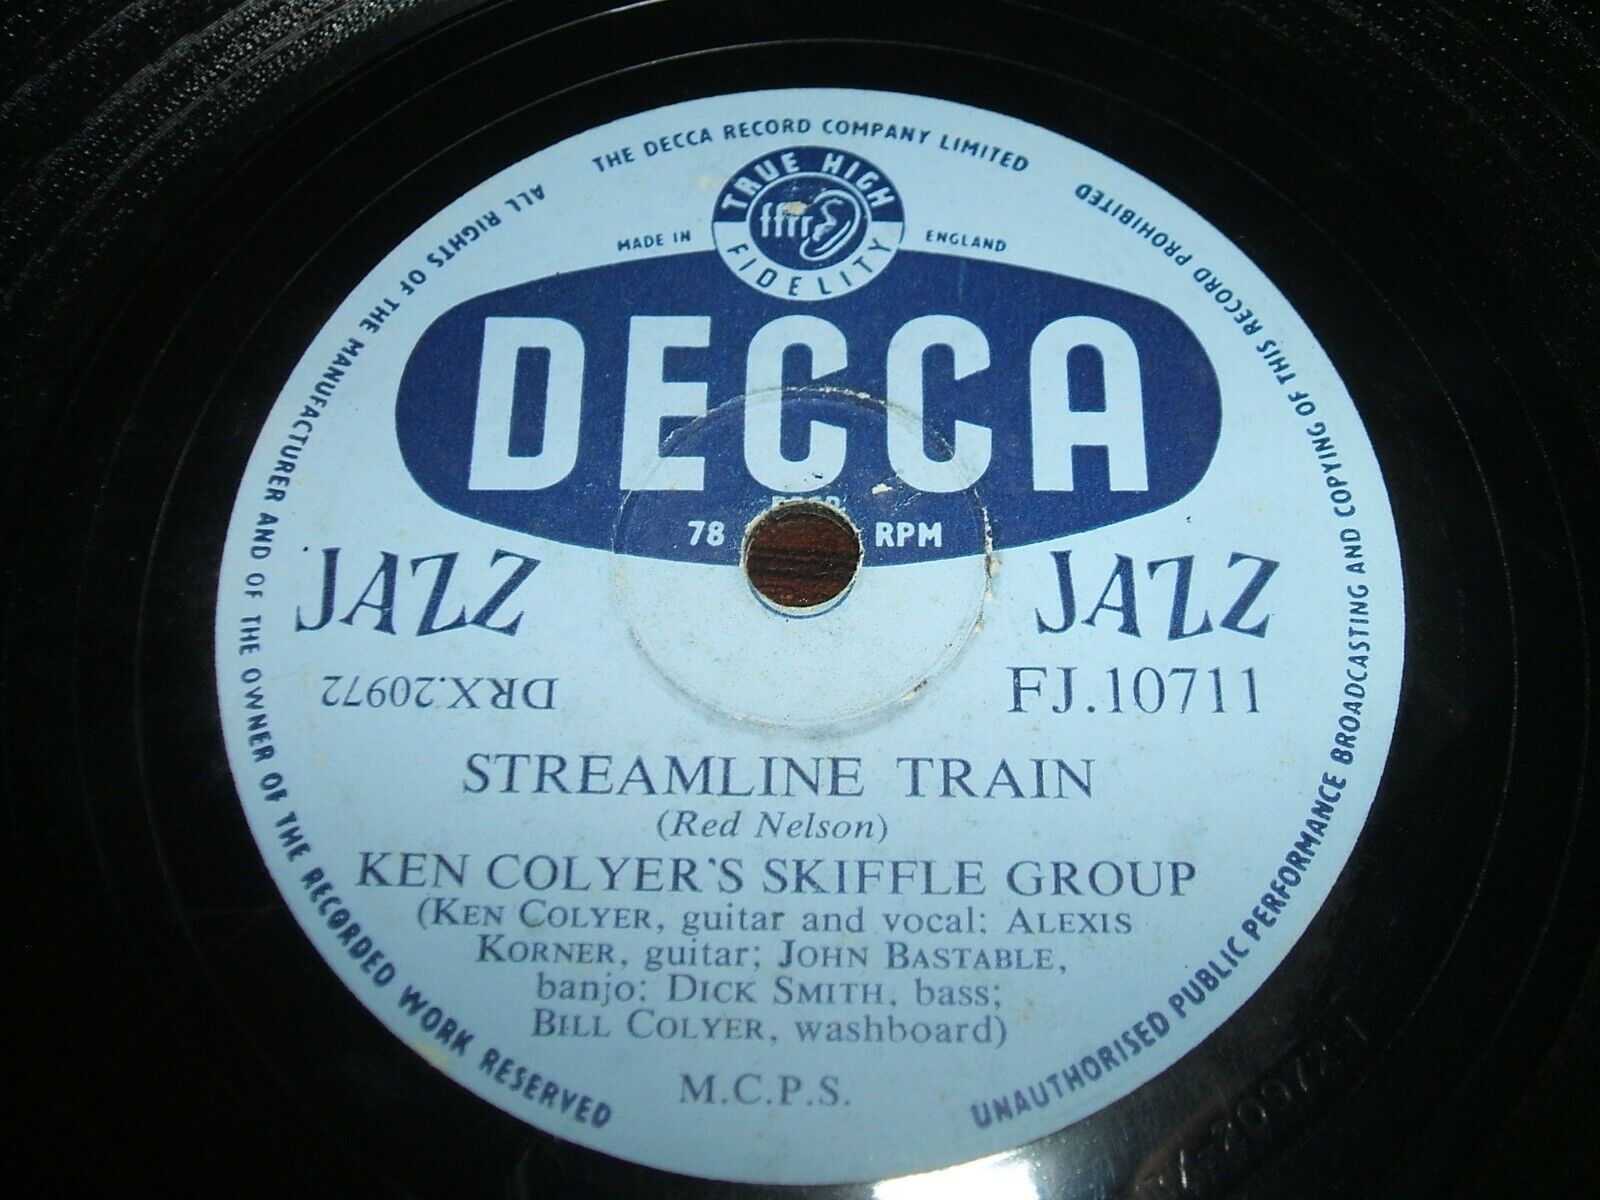 THE DECCA RECORD COMPANY LIMITED
ALL RIGHTS OF THE MANUFACTURER AND OF THE OWNER OF THE RECORDED WORK RESERVED
UNAUTHORISED PUBLIC PERFORMANCE BROADCASTING AND COPYING OF THIS RECORD PROHIBITED
TRUE HIGH
ffrr
FIDELITY
MADE IN ENGLAND
DECCA
78 RPM
JAZZ JAZZ
DRX.20972 FJ.10711
STREAMLINE TRAIN
(Red Nelson)
KEN COLYER'S SKIFFLE GROUP
(KEN COLYER, guitar and vocal; ALEXIS
KORNER, guitar; JOHN BASTABLE,
banjo; DICK SMITH, bass;
BILL COLYER, washboard)
M.C.P.S.